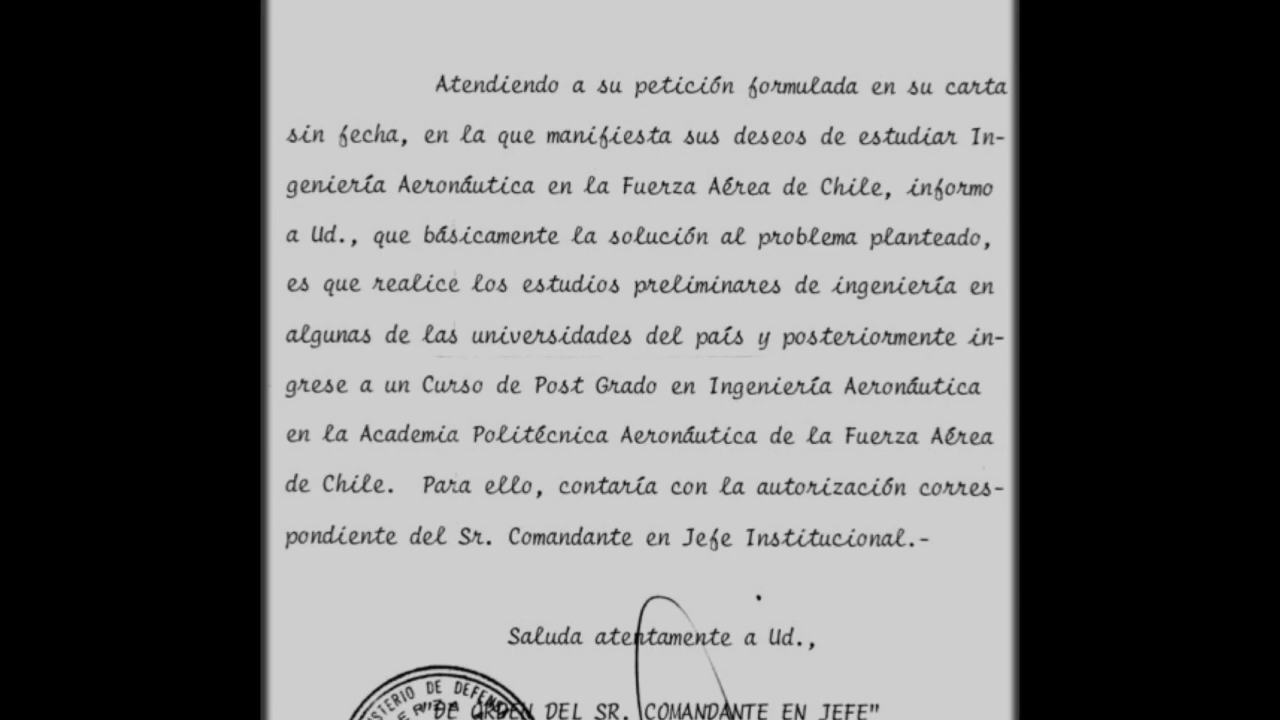 Atendiendo a su petición formulada en su carta
sin fecha, en la que manifiesta sus deseos de estudiar In-
geniería Aeronáutica en la Fuerza Aérea de Chile, informo
a Ud., que básicamente la solución al problema planteado,
es que realice los estudios preliminares de ingeniería en
algunas de las universidades del país y posteriormente in-
grese a un Curso de Post Grado en Ingeniería Aeronáutica
en la Academia Politécnica Aeronáutica de la Fuerza Aérea
de Chile. Para ello, contaría con la autorización corres-
pondiente del Sr. Comandante en Jefe Institucional.-
Saluda atentamente a Ud.,
DE DEFENSA
"DE ORDEN DEL SR. COMANDANTE EN JEFE"